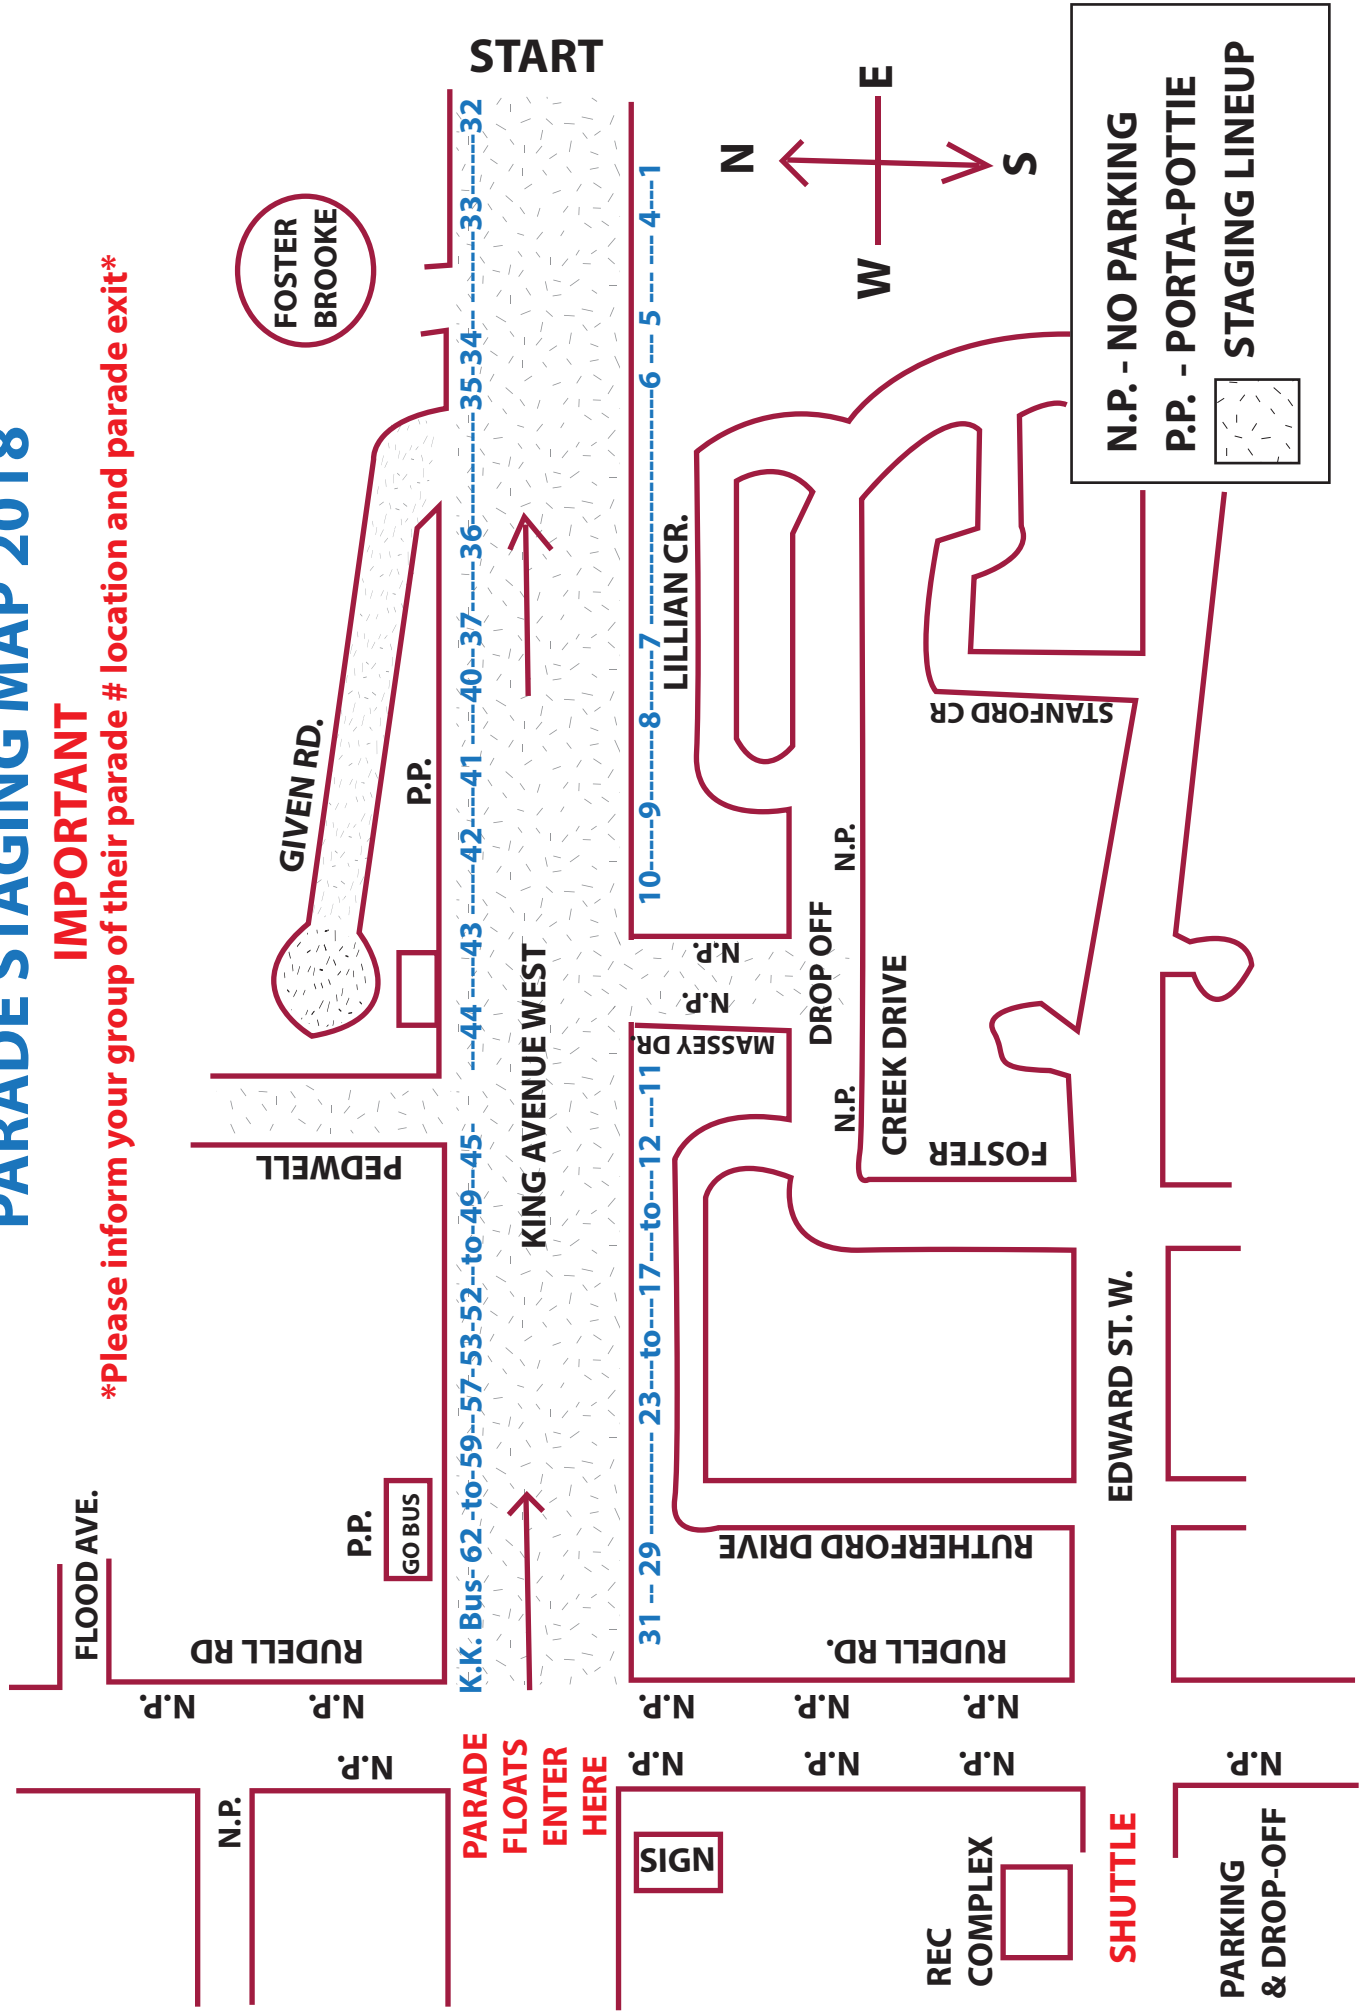 PARADE STAGING MAP 2018
IMPORTANT
*Please inform your group of their parade # location and parade exit*
FLOOD AVE.
RUDELL RD
N.P.
N.P.
N.P.
N.P.
P.P.
GO BUS
PEDWELL
GIVEN RD.
P.P.
FOSTER
BROOKE
K.K. Bus- 62 -to-59--57-53-52---to-49--45-
---44 ---43 ----42---41 ---40--37------36--------35-34 --------33-----32
START
PARADE
FLOATS
ENTER
HERE
KING AVENUE WEST
31 -- 29 ------ 23---to---17---to---12 ---11
10----9------8-----7-------------------6 -- 5 --- 4---1
N.P.
N.P.
SIGN
MASSEY DR.
N.P.
N.P.
LILLIAN CR.
N
W
E
S
N.P.
N.P.
RUTHERFORD DRIVE
DROP OFF
N.P.
N.P.
CREEK DRIVE
RUDELL RD.
N.P.
N.P.
FOSTER
STANFORD CR
REC
COMPLEX
EDWARD ST. W.
SHUTTLE
N.P.
PARKING
& DROP-OFF
N.P. - NO PARKING
P.P. - PORTA-POTTIE
STAGING LINEUP